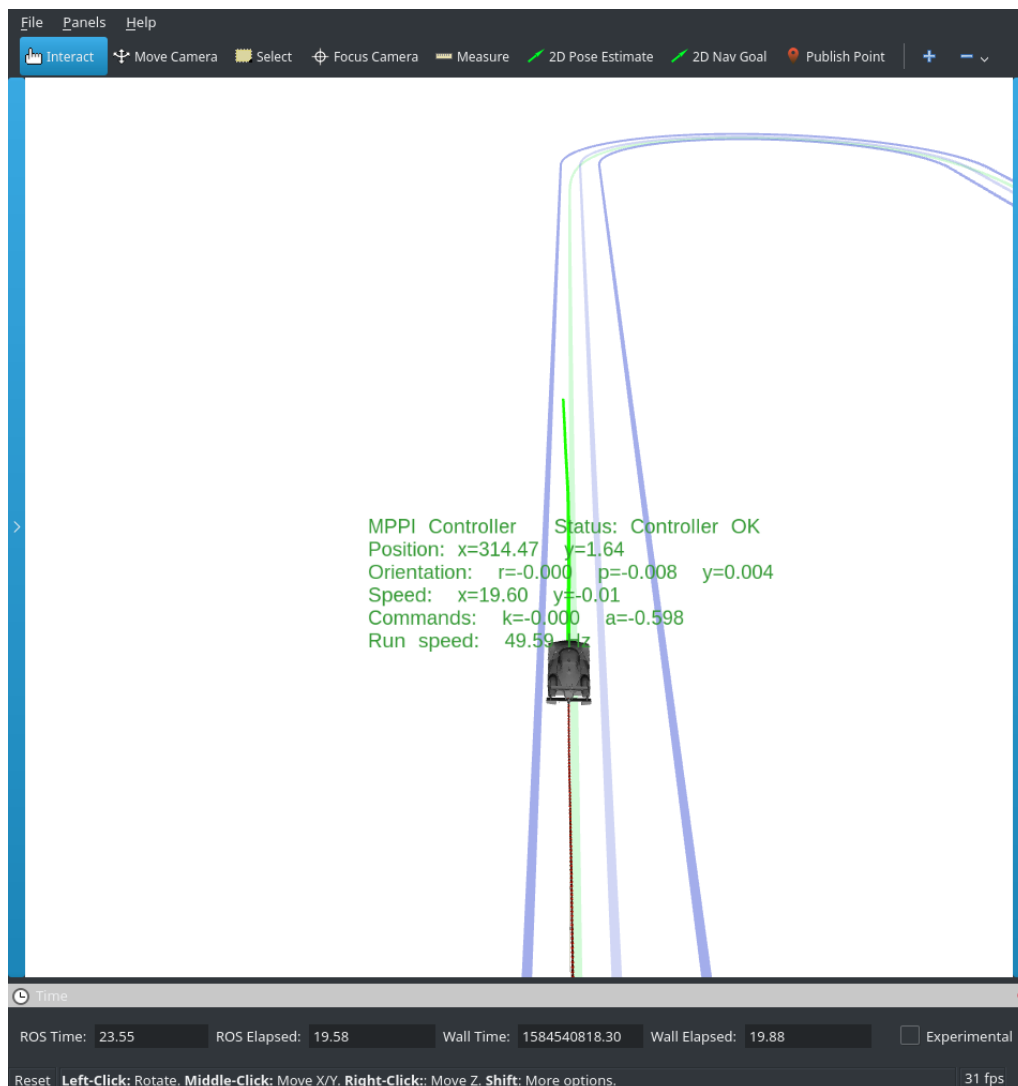 File Panels Help
Interact Move Camera Select Focus Camera Measure 2D Pose Estimate 2D Nav Goal Publish Point
MPPI Controller Status: Controller OK
Position: x=314.47 y=1.64
Orientation: r=-0.000 p=-0.008 y=0.004
Speed: x=19.60 y=-0.01
Commands: k=-0.000 a=-0.598
Run speed: 49.59 Hz
Time
ROS Time: 23.55 ROS Elapsed: 19.58 Wall Time: 1584540818.30 Wall Elapsed: 19.88 Experimental
Reset Left-Click: Rotate. Middle-Click: Move X/Y. Right-Click:: Move Z. Shift: More options. 31 fps